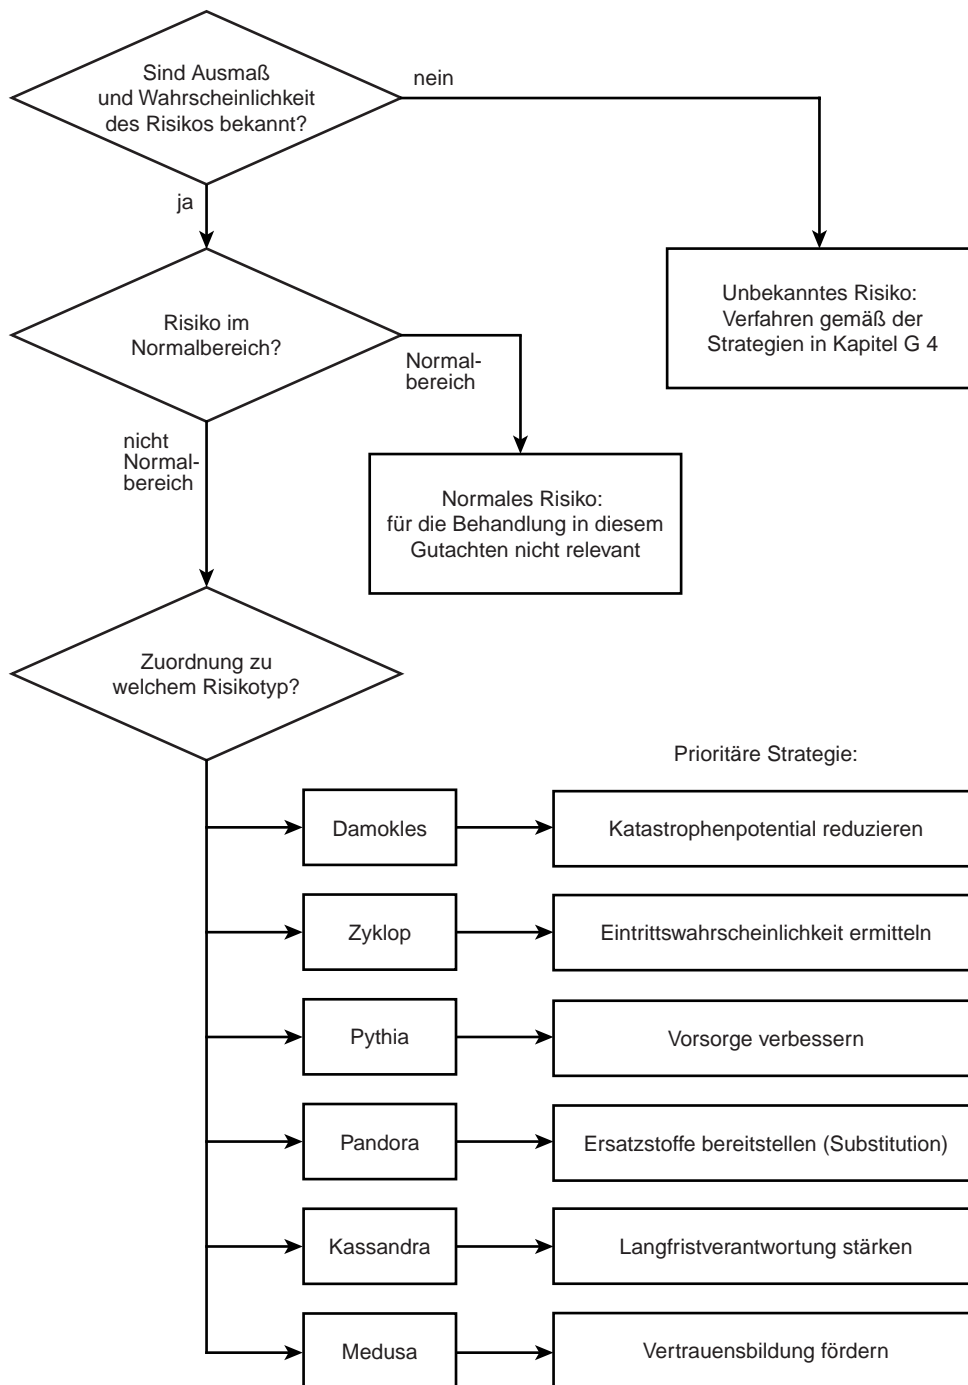 Sind Ausmaß
und Wahrscheinlichkeit
des Risikos bekannt?
nein
ja
Unbekanntes Risiko:
Verfahren gemäß der
Strategien in Kapitel G 4
Risiko im
Normalbereich?
Normal-
bereich
nicht
Normal-
bereich
Normales Risiko:
für die Behandlung in diesem
Gutachten nicht relevant
Zuordnung zu
welchem Risikotyp?
Prioritäre Strategie:
Damokles
Katastrophenpotential reduzieren
Zyklop
Eintrittswahrscheinlichkeit ermitteln
Pythia
Vorsorge verbessern
Pandora
Ersatzstoffe bereitstellen (Substitution)
Kassandra
Langfristverantwortung stärken
Medusa
Vertrauensbildung fördern